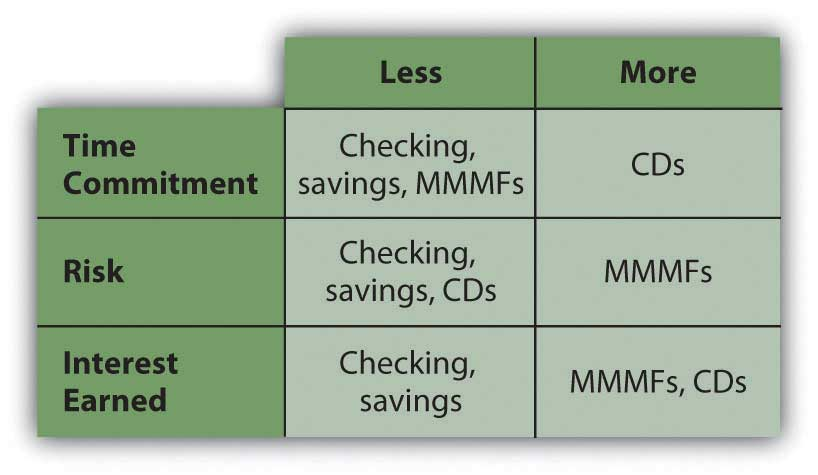 Less
More
Time
Commitment
Checking,
savings, MMMFs
CDs
Risk
Checking,
savings, CDs
MMMFs
Interest
Earned
Checking,
savings
MMMFs, CDs